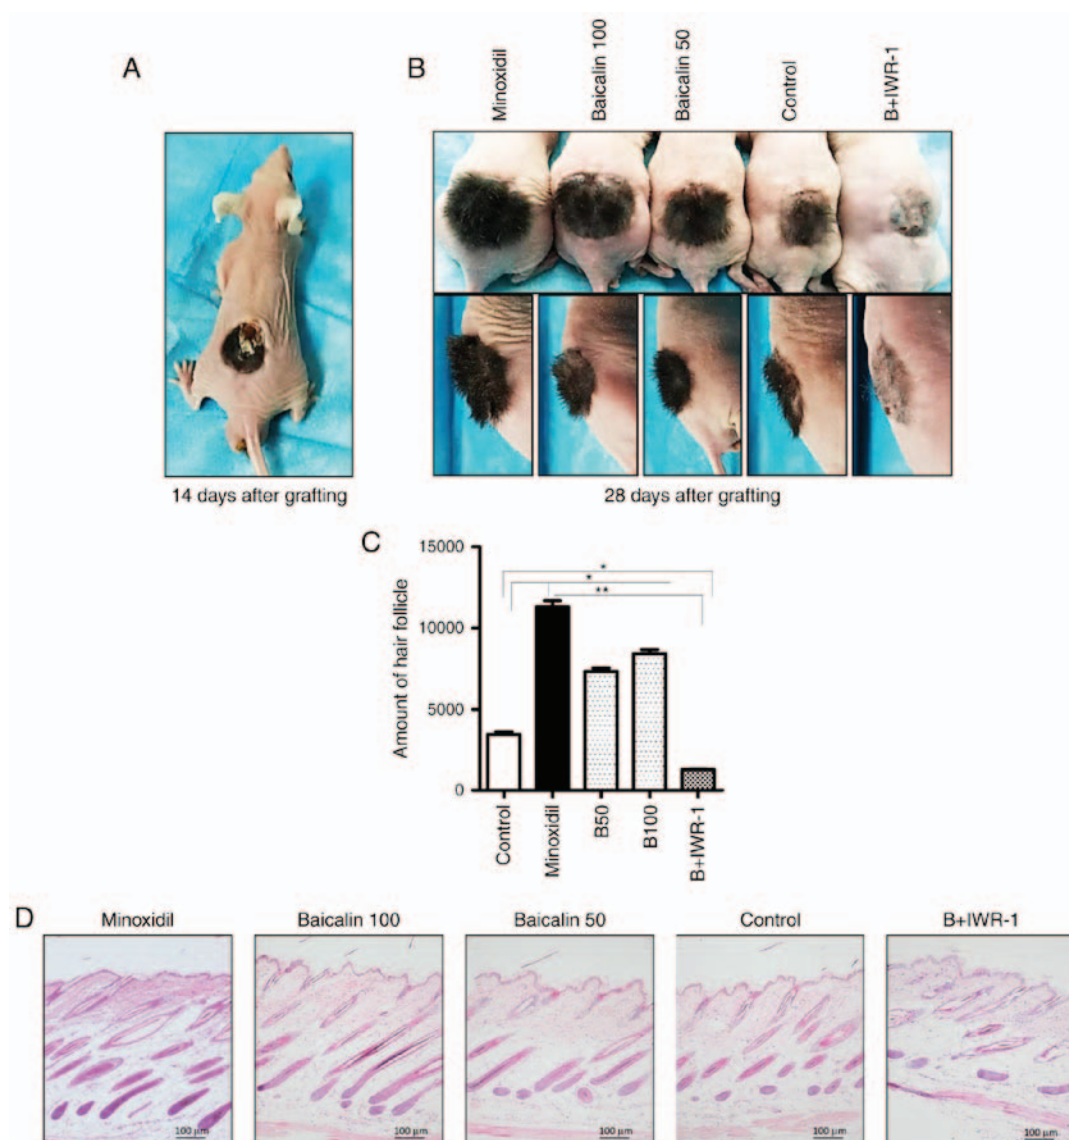 A
B
Minoxidil
Baicalin 100
Baicalin 50
Control
B+IWR-1
14 days after grafting
28 days after grafting
C
Amount of hair follicle
15000
10000
5000
0
*
*
**
Control
Minoxidil
B50
B100
B+IWR-1
D
Minoxidil
Baicalin 100
Baicalin 50
Control
B+IWR-1
100 µm
100 µm
100 µm
100 µm
100 µm